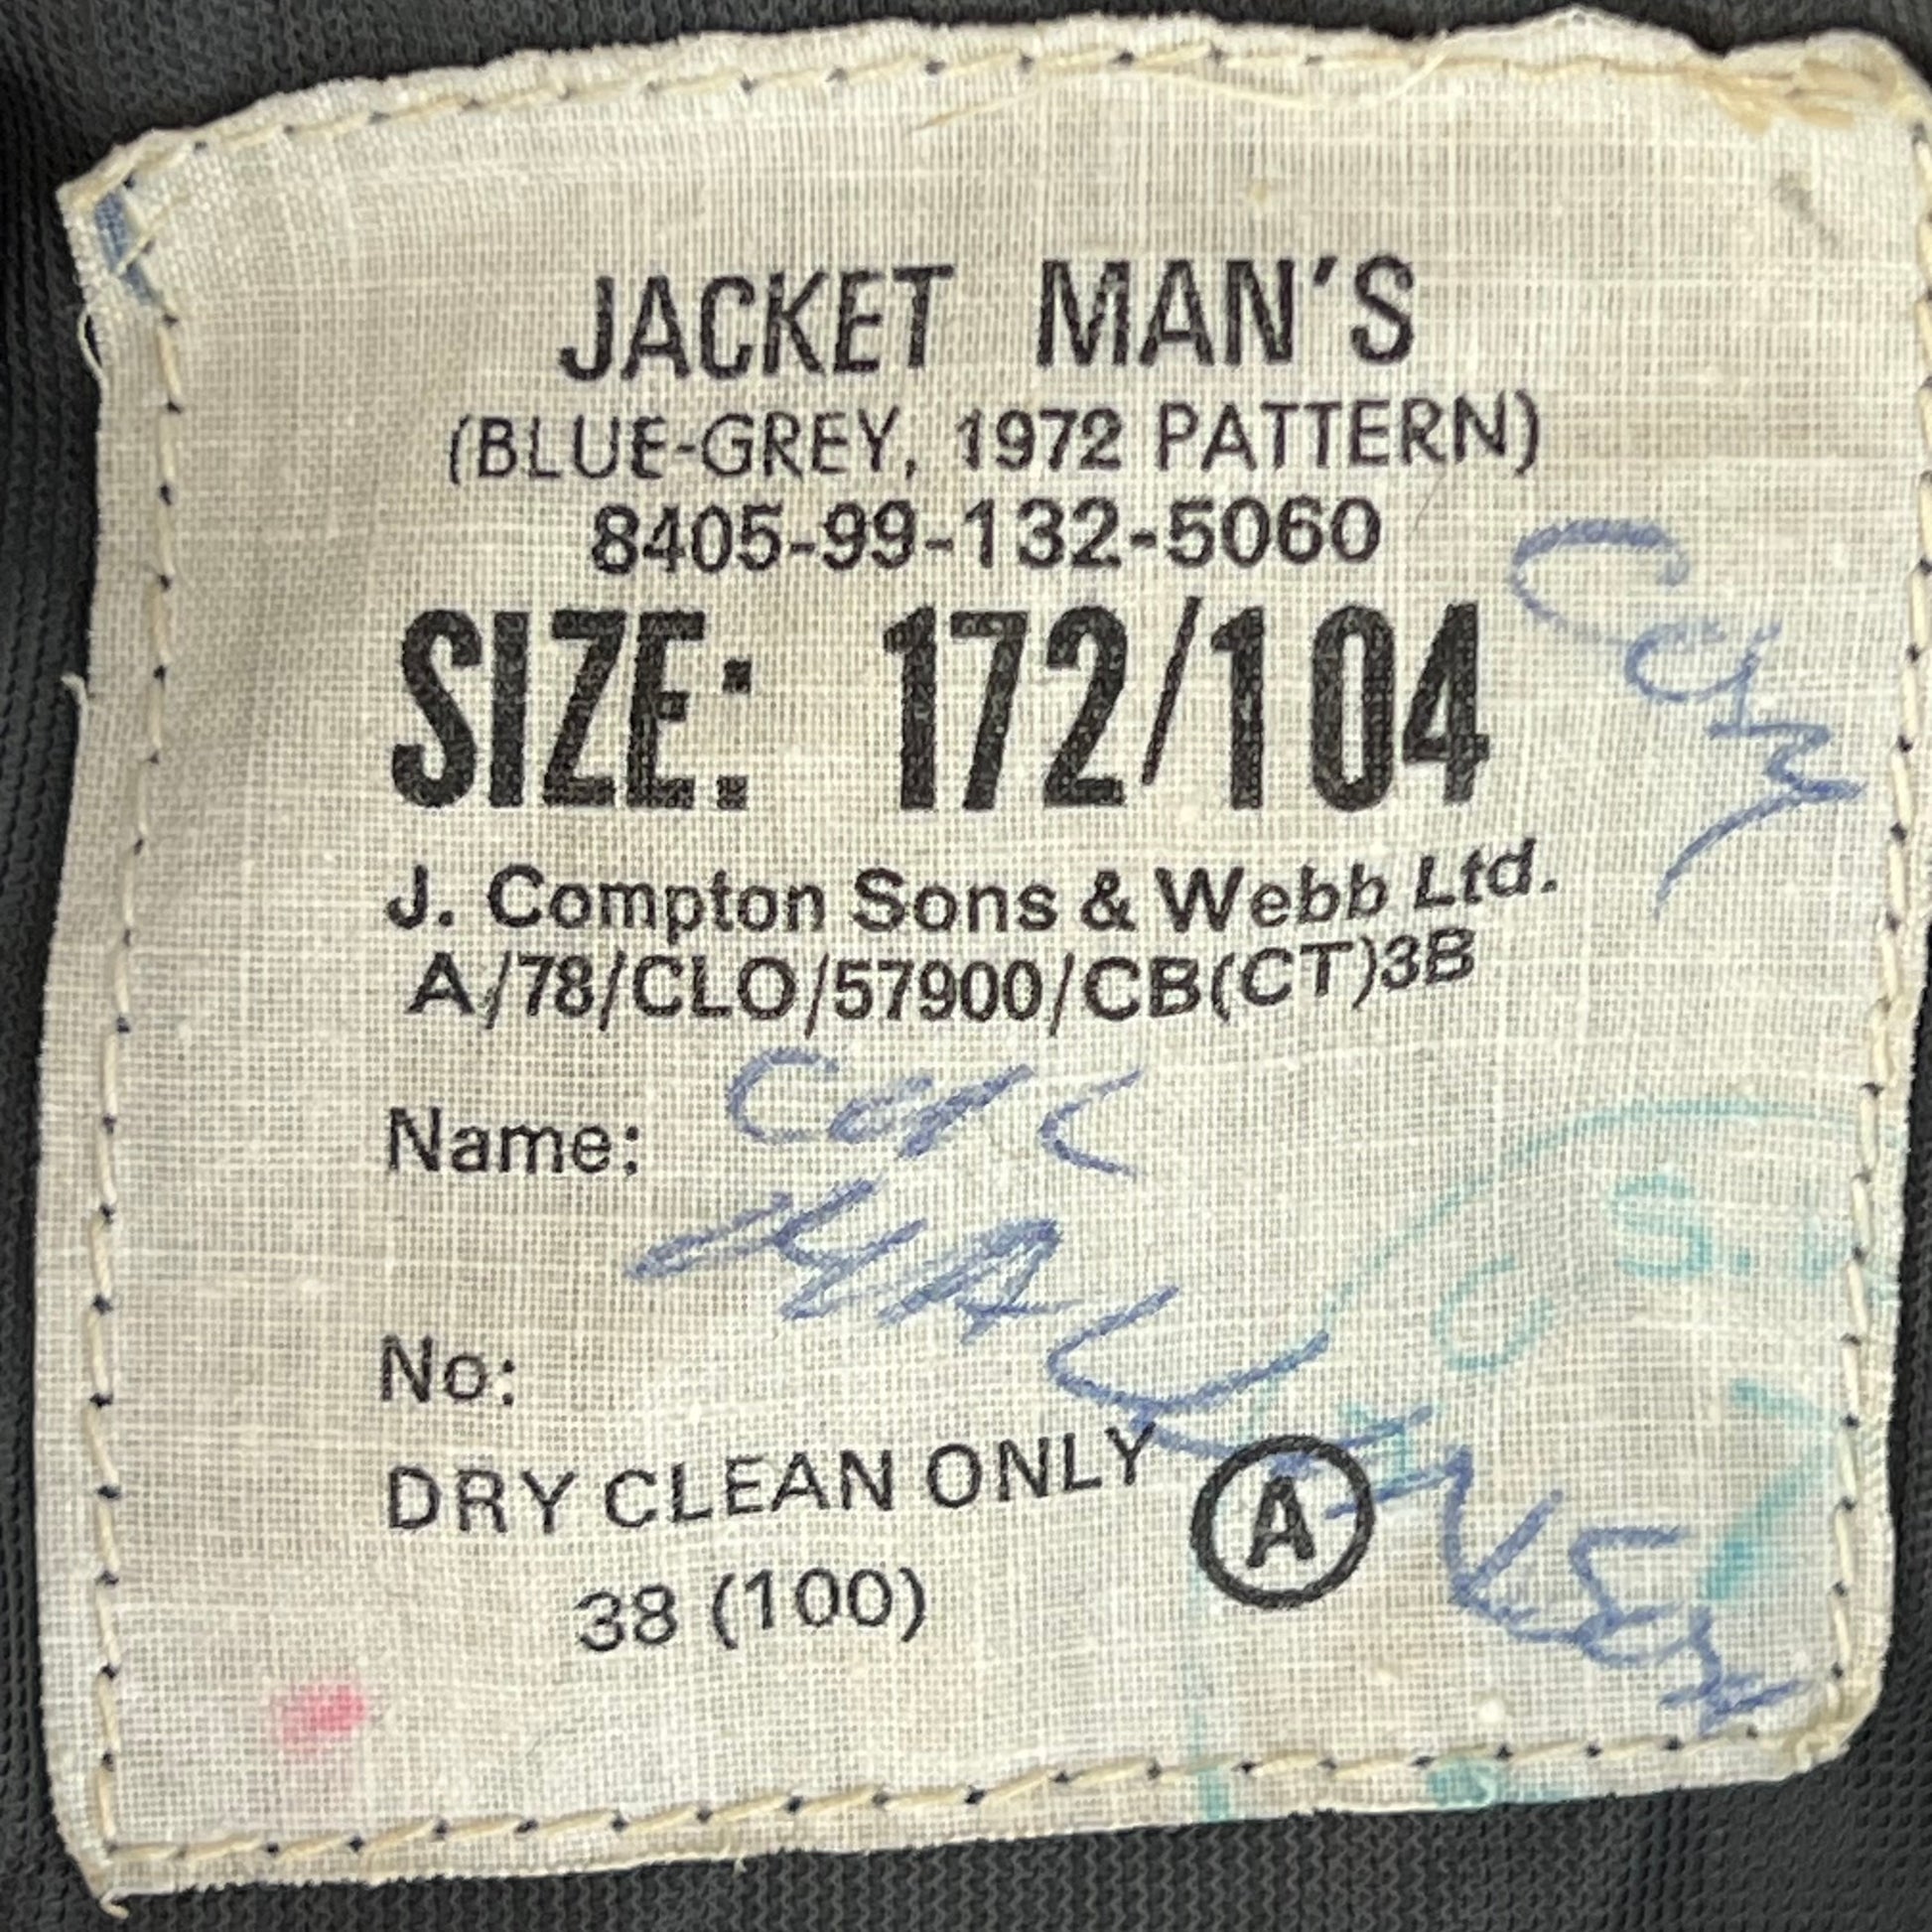 JACKET MAN'S
(BLUE-GREY, 1972 PATTERN)
8405-99-132-5060
SIZE: 172/104
J. Compton Sons & Webb Ltd.
A/78/CLO/57900/CB(CT)3B
Name:
No:
DRY CLEAN ONLY A
38 (100)